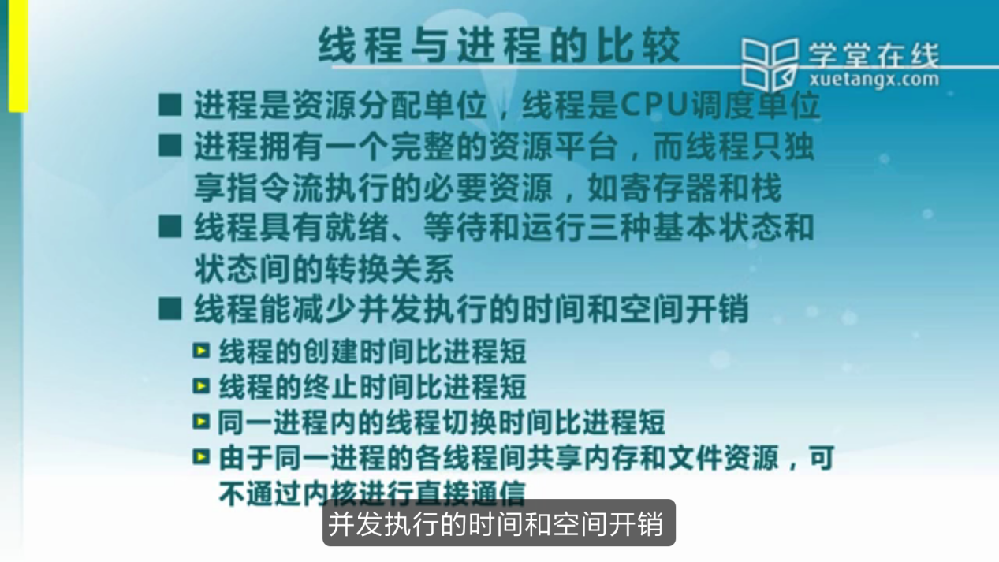 线程与进程的比较
学堂在线
xuetangx.com
■ 进程是资源分配单位，线程是CPU调度单位
■ 进程拥有一个完整的资源平台，而线程只独
享指令流执行的必要资源，如寄存器和栈
■ 线程具有就绪、等待和运行三种基本状态和
状态间的转换关系
■ 线程能减少并发执行的时间和空间开销
线程的创建时间比进程短
线程的终止时间比进程短
同一进程内的线程切换时间比进程短
由于同一进程的各线程间共享内存和文件资源，可
不通过内核进行直接通信
并发执行的时间和空间开销